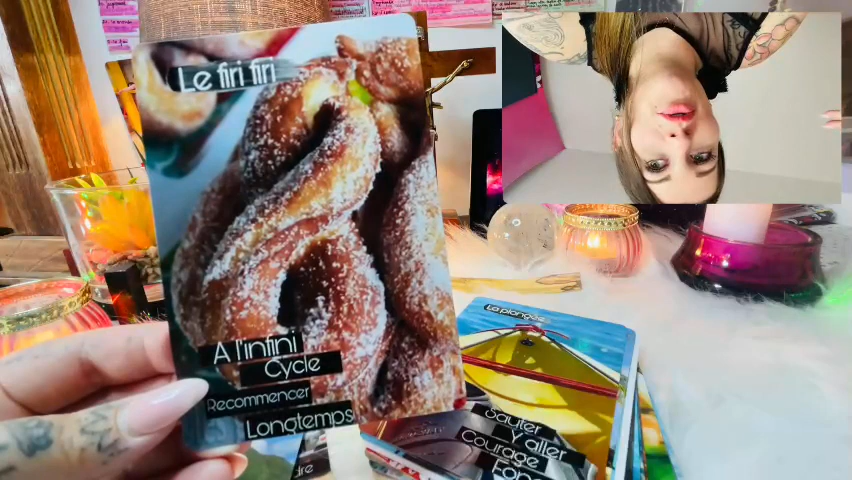 Le firi firi
A l'infini
Cycle
Recommencer
Longtemps
La plongée
Sauter
Y aller
Courage